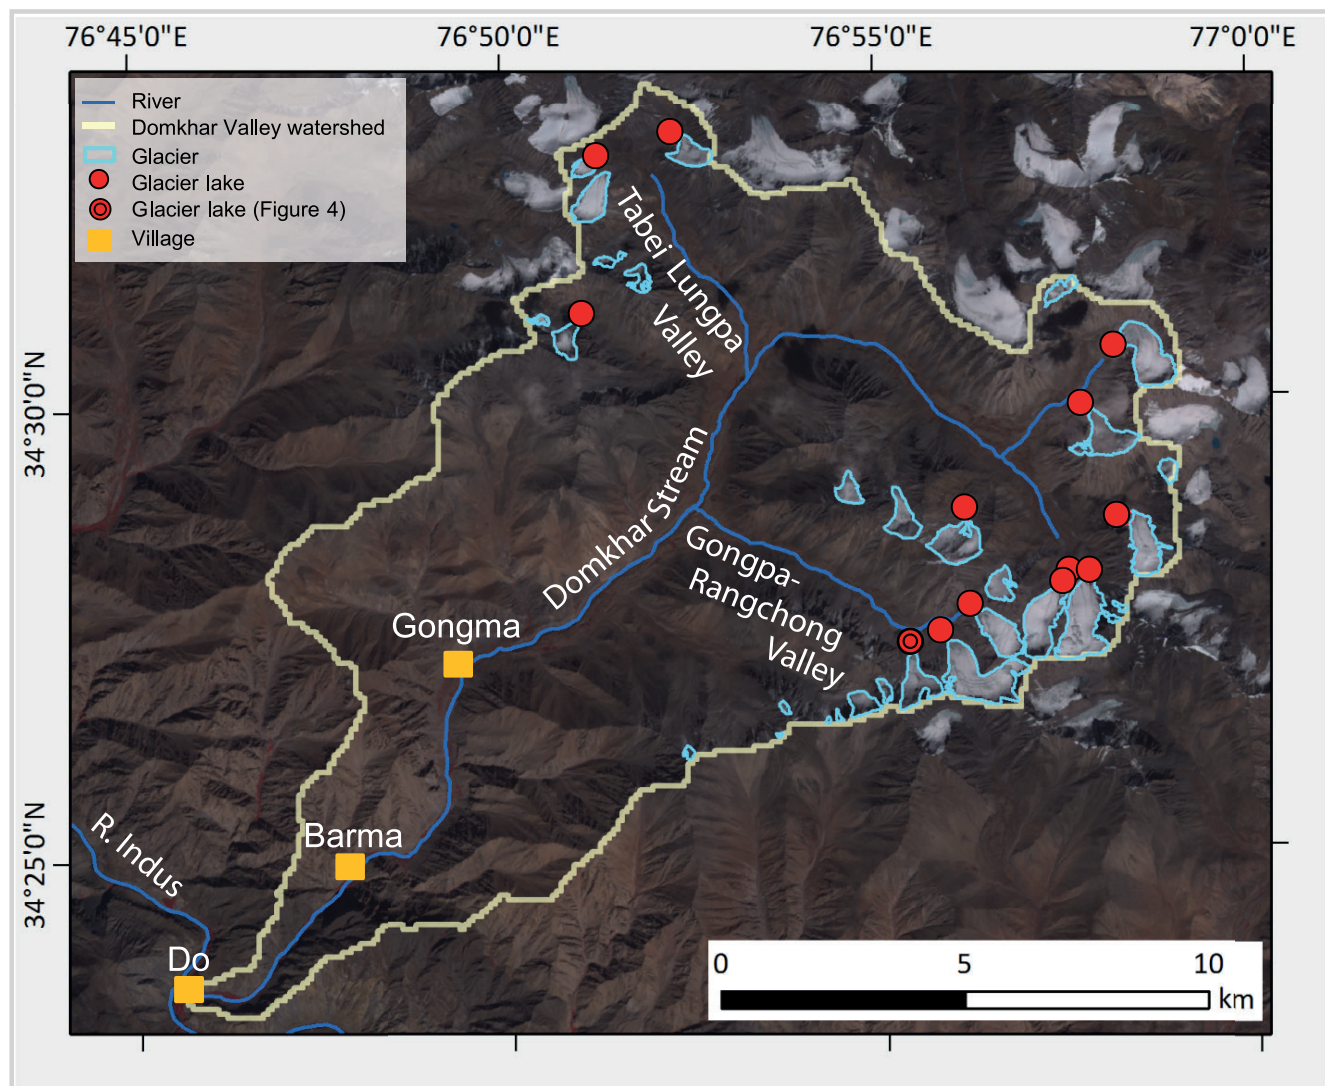 76°45'0"E
76°50'0"E
76°55'0"E
77°0'0"E
River
Domkhar Valley watershed
Glacier
Glacier lake
Glacier lake (Figure 4)
Village
Tabei Lungpa
Valley
34°30'0"N
Domkhar Stream
Gongpa-
Rangchong
Valley
Gongma
34°25'0"N
Barma
R. Indus
Do
0
5
10
km